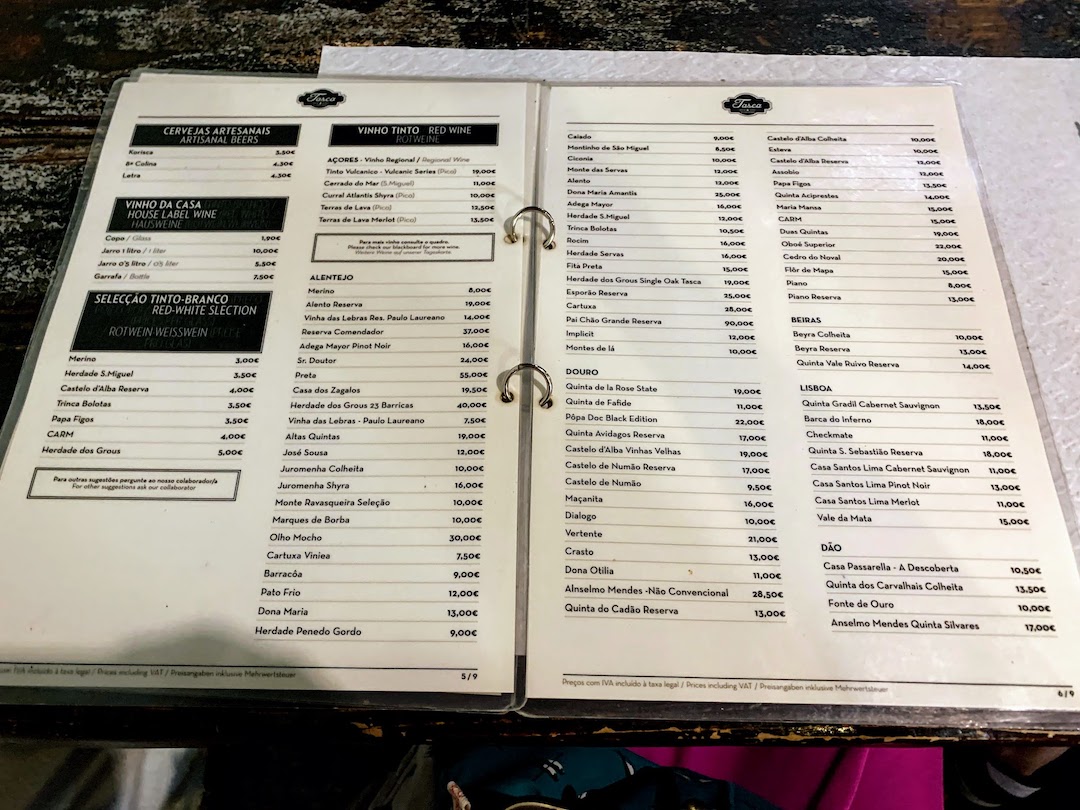 Tosca
CERVEJAS ARTESANAIS
ARTISANAL BEERS
Korisca 3,50€
8ª Colina 4,50€
Letra 4,50€
VINHO DA CASA
HOUSE LABEL WINE
HAUSWEINE
Copo / Glass 1,90€
Jarro 1 litro / 1 liter 10,00€
Jarro 0'5 litro / 0'5 liter 5,50€
Garrafa / Bottle 7,50€
SELECÇÃO TINTO-BRANCO
RED-WHITE SLECTION
ROTWEIN WEISSWEIN
Merino 3,00€
Herdade S.Miguel 3,50€
Castelo d'Alba Reserva 4,00€
Trinca Bolotas 3,50€
Papa Figos 3,50€
CARM 4,00€
Herdade dos Grous 5,00€
Para outras sugestões pergunte ao nosso colaborador/a
For other suggestions ask our collaborator
VINHO TINTO RED WINE
ROTWEINE
AÇORES - Vinho Regional / Regional Wine
Tinto Vulcanico - Vulcanic Series (Pico) 19,00€
Cerrado do Mar (S.Miguel) 11,00€
Curral Atlantis Shyra (Pico) 10,00€
Terras de Lava (Pico) 12,50€
Terras de Lava Merlot (Pico) 13,50€
Para mais vinho consulte o quadro.
Please check our blackboard for more wine.
Weitere Weine auf unserer Tageskarte.
ALENTEJO
Merino 8,00€
Alento Reserva 19,00€
Vinha das Lebras Res. Paulo Laureano 14,00€
Reserva Comendador 37,00€
Adega Mayor Pinot Noir 16,00€
Sr. Doutor 24,00€
Preta 55,00€
Casa dos Zagalos 19,50€
Herdade dos Grous 23 Barricas 40,00€
Vinha das Lebras - Paulo Laureano 7,50€
Altas Quintas 19,00€
José Sousa 12,00€
Juromenha Colheita 10,00€
Juromenha Shyra 16,00€
Monte Ravasqueira Seleção 10,00€
Marques de Borba 10,00€
Olho Mocho 30,00€
Cartuxa Viniea 7,50€
Barracôa 9,00€
Pato Frio 12,00€
Dona Maria 13,00€
Herdade Penedo Gordo 9,00€
IVA incluido à taxa legal / Prices including VAT / Preisangaben inklusive Mehrwertsteuer
5/9
Tosca
Caiado 9,00€
Montinho de São Miguel 8,50€
Ciconia 10,00€
Monte das Servas 12,00€
Alento 12,00€
Dona Maria Amantis 25,00€
Adega Mayor 16,00€
Herdade S.Miguel 12,00€
Trinca Bolotas 10,50€
Rocim 16,00€
Herdade Servas 16,00€
Fita Preta 15,00€
Herdade dos Grous Single Oak Tasca 19,00€
Esporão Reserva 25,00€
Cartuxa 28,00€
Pai Chão Grande Reserva 90,00€
Implicit 12,00€
Montes de lá 10,00€
DOURO
Quinta de la Rose State 19,00€
Quinta de Fafide 11,00€
Pôpa Doc Black Edition 22,00€
Quinta Avidagos Reserva 17,00€
Castelo d'Alba Vinhas Velhas 19,00€
Castelo de Numão Reserva 17,00€
Castelo de Numão 9,50€
Maçanita 16,00€
Dialogo 10,00€
Vertente 21,00€
Crasto 13,00€
Dona Otilia 11,00€
Alnselmo Mendes -Não Convencional 28,50€
Quinta do Cadão Reserva 13,00€
Castelo d'Alba Colheita 10,00€
Esteva 10,00€
Castelo d'Alba Reserva 12,00€
Assobio 12,00€
Papa Figos 13,50€
Quinta Aciprestes 14,00€
Maria Mansa 15,00€
CARM 15,00€
Duas Quintas 19,00€
Oboé Superior 22,00€
Cedro do Noval 20,00€
Flôr de Mapa 15,00€
Piano 8,00€
Piano Reserva 13,00€
BEIRAS
Beyra Colheita 10,00€
Beyra Reserva 13,00€
Quinta Vale Ruivo Reserva 14,00€
LISBOA
Quinta Gradil Cabernet Sauvignon 13,50€
Barca do Inferno 18,00€
Checkmate 11,00€
Quinta S. Sebastião Reserva 18,00€
Casa Santos Lima Cabernet Sauvignon 11,00€
Casa Santos Lima Pinot Noir 13,00€
Casa Santos Lima Merlot 11,00€
Vale da Mata 15,00€
DÃO
Casa Passarella - A Descoberta 10,50€
Quinta dos Carvalhais Colheita 13,50€
Fonte de Ouro 10,00€
Anselmo Mendes Quinta Silvares 17,00€
Preços com IVA incluído à taxa legal / Prices including VAT / Preisangaben inklusive Mehrwertsteuer
6/9